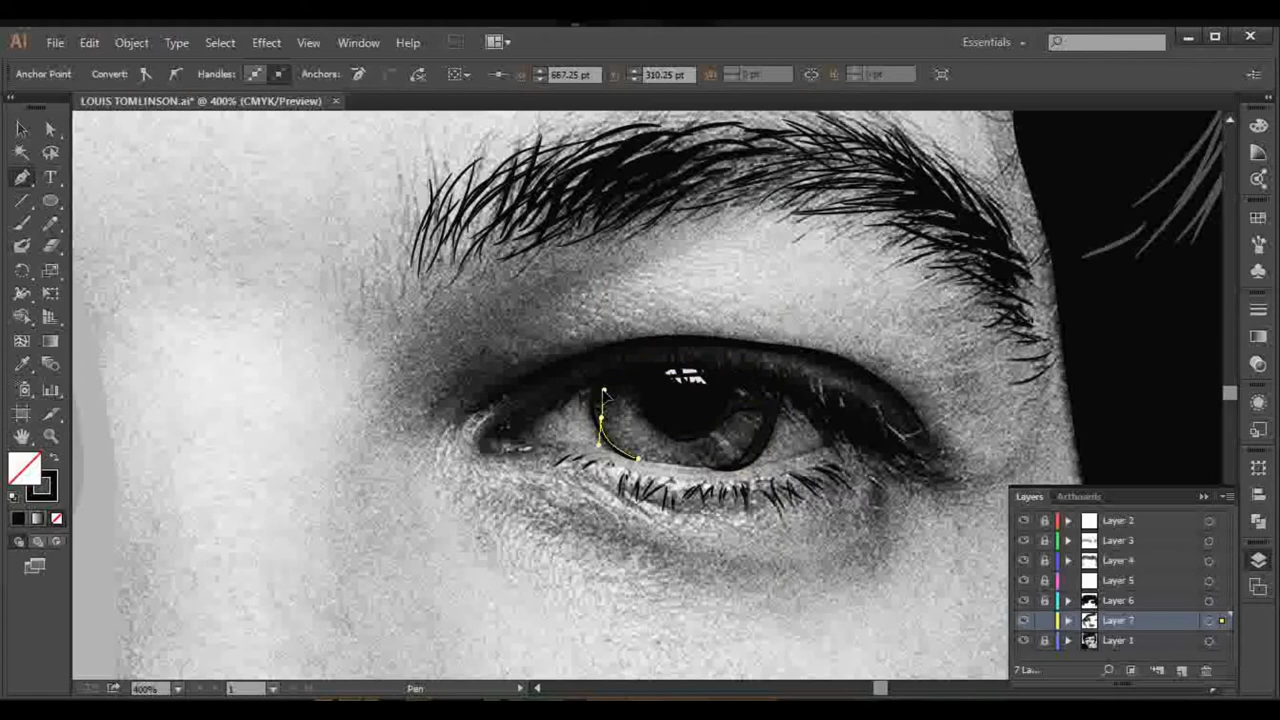 Ai File Edit Object Type Select Effect View Window Help Essentials
Anchor Point Convert: Handles: Anchors: 667.25 pt 310.25 pt
LOUIS TOMLINSON.ai* @ 400% (CMYK/Preview) ×
T
Layers Artboards
Layer 2
Layer 3
Layer 4
Layer 5
Layer 6
Layer 7
Layer 1
7 La...
400% 1 Pen